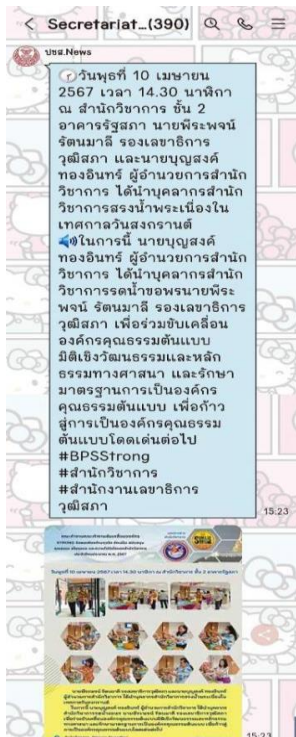 Secretariat...(390)
ปชส.News
วันพุธที่ 10 เมษายน
2567 เวลา 14.30 นาฬิกา
ณ สำนักวิชาการ ชั้น 2
อาคารรัฐสภา นายพีระพจน์
รัตนมาลี รองเลขาธิการ
วุฒิสภา และนายบุญสงค์
ทองอินทร์ ผู้อำนวยการสำนัก
วิชาการ ได้นำบุคลากรสำนัก
วิชาการสรงน้ำพระเนื่องใน
เทศกาลวันสงกรานต์
ในการนี้ นายบุญสงค์
ทองอินทร์ ผู้อำนวยการสำนัก
วิชาการ ได้นำบุคลากรสำนัก
วิชาการรดน้ำขอพรนายพีระ
พจน์ รัตนมาลี รองเลขาธิการ
วุฒิสภา เพื่อร่วมขับเคลื่อน
องค์กรคุณธรรมต้นแบบ
มิติเชิงวัฒนธรรมและหลัก
ธรรมทางศาสนา และรักษา
มาตรฐานการเป็นองค์กร
คุณธรรมต้นแบบ เพื่อก้าว
สู่การเป็นองค์กรคุณธรรม
ต้นแบบโดดเด่นต่อไป
#BPSStrong
#สำนักวิชาการ
#สำนักงานเลขาธิการ
วุฒิสภา
15:23
วันพุธที่ 10 เมษายน 2567 เวลา 14.30 นาฬิกา ณ สำนักวิชาการ ชั้น 2 อาคารรัฐสภา
15:23